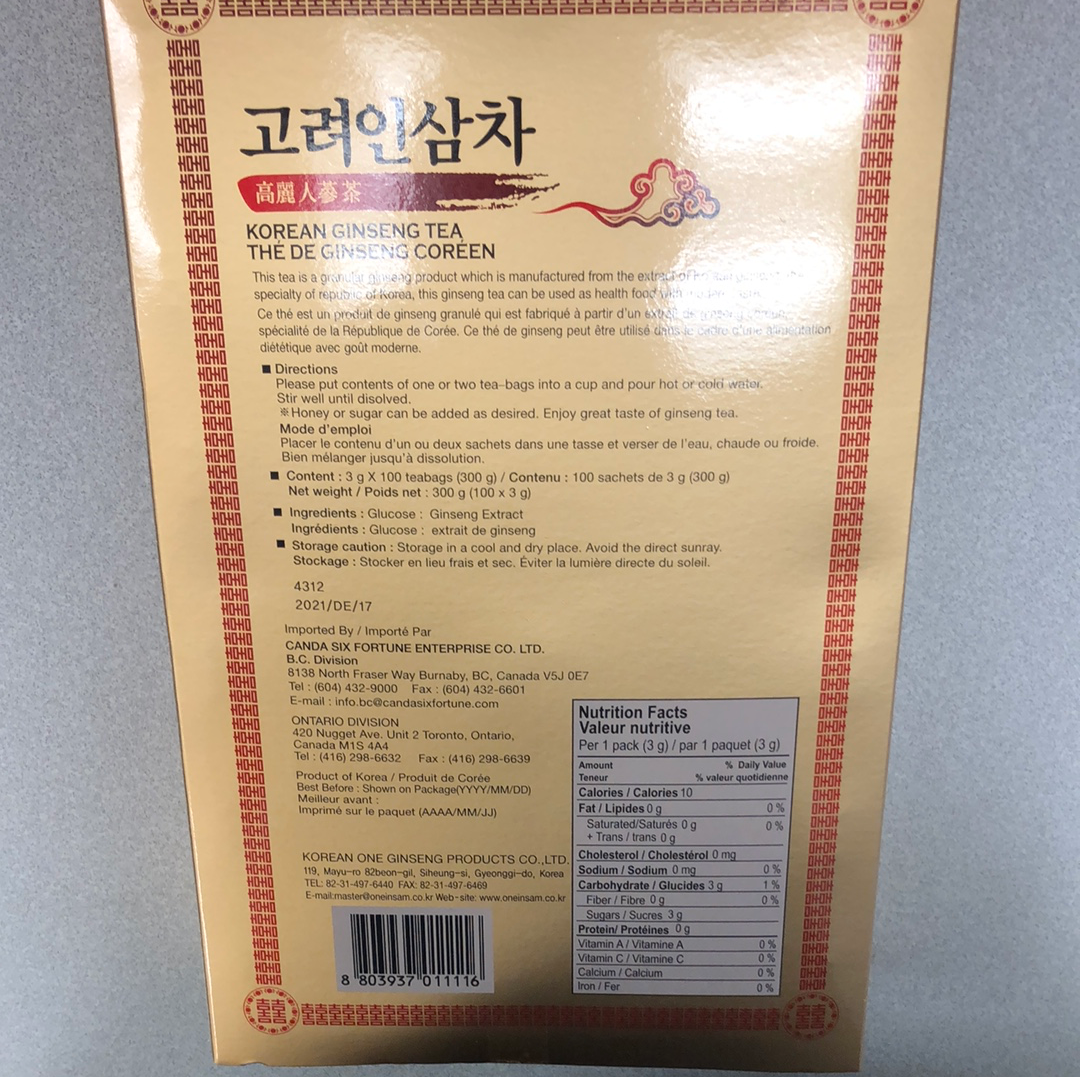 고려인삼차
高麗人蔘茶
KOREAN GINSENG TEA
THÉ DE GINSENG CORÉEN
This tea is a granular ginseng product which is manufactured from the extract of
specialty of republic of Korea, this ginseng tea can be used as health food with
Ce thé est un produit de ginseng granulé qui est fabriqué à partir d'un extrait de ginseng
spécialité de la République de Corée. Ce thé de ginseng peut être utilisé dans le cadre d'une alimentation
diététique avec goût moderne.
■ Directions
Please put contents of one or two tea-bags into a cup and pour hot or cold water.
Stir well until disolved.
※Honey or sugar can be added as desired. Enjoy great taste of ginseng tea.
Mode d'emploi
Placer le contenu d'un ou deux sachets dans une tasse et verser de l'eau, chaude ou froide.
Bien mélanger jusqu'à dissolution.
■ Content : 3 g X 100 teabags (300 g) / Contenu : 100 sachets de 3 g (300 g)
Net weight / Poids net : 300 g (100 x 3 g)
■ Ingredients : Glucose : Ginseng Extract
Ingrédients : Glucose : extrait de ginseng
■ Storage caution : Storage in a cool and dry place. Avoid the direct sunray.
Stockage : Stocker en lieu frais et sec. Éviter la lumière directe du soleil.
4312
2021/DE/17
Imported By / Importé Par
CANDA SIX FORTUNE ENTERPRISE CO. LTD.
B.C. Division
8138 North Fraser Way Burnaby, BC, Canada V5J 0E7
Tel : (604) 432-9000 Fax : (604) 432-6601
E-mail : info.bc@candasixfortune.com
ONTARIO DIVISION
420 Nugget Ave. Unit 2 Toronto, Ontario,
Canada M1S 4A4
Tel : (416) 298-6632 Fax : (416) 298-6639
Product of Korea / Produit de Corée
Best Before : Shown on Package(YYYY/MM/DD)
Meilleur avant :
Imprimé sur le paquet (AAAA/MM/JJ)
KOREAN ONE GINSENG PRODUCTS CO.,LTD.
119, Mayu-ro 82beon-gil, Siheung-si, Gyeonggi-do, Korea
TEL: 82-31-497-6440 FAX: 82-31-497-6469
E-mail:master@oneinsam.co.kr Web-site: www.oneinsam.co.kr
8 803937 011116
Nutrition Facts
Valeur nutritive
Per 1 pack (3 g) / par 1 paquet (3 g)
Amount % Daily Value
Teneur % valeur quotidienne
Calories / Calories 10
Fat / Lipides 0 g 0 %
Saturated/Saturés 0 g 0 %
+ Trans / trans 0 g
Cholesterol / Cholestérol 0 mg
Sodium / Sodium 0 mg 0 %
Carbohydrate / Glucides 3 g 1 %
Fiber / Fibre 0 g 0 %
Sugars / Sucres 3 g
Protein/ Protéines 0 g
Vitamin A / Vitamine A 0 %
Vitamin C / Vitamine C 0 %
Calcium / Calcium 0 %
Iron / Fer 0 %